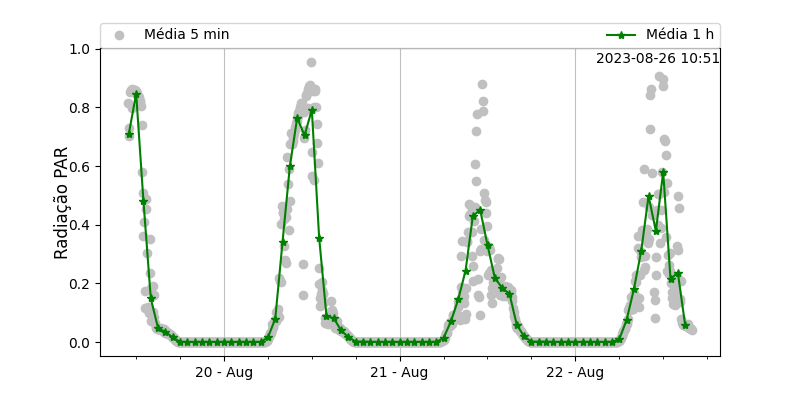 Média 5 min
Média 1 h
2023-08-26 10:51
1.0
0.8
0.6
0.4
0.2
0.0
Radiação PAR
20 - Aug
21 - Aug
22 - Aug